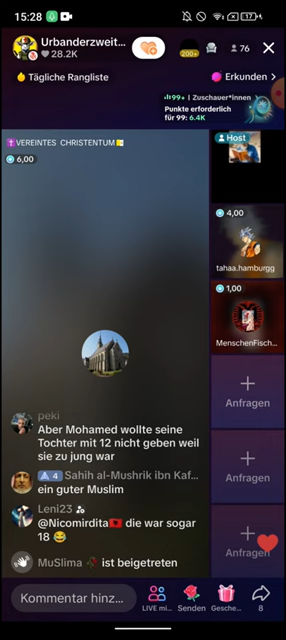 15:28
17
Urbanderzweit...
28.2K
200+
76
Tägliche Rangliste
Erkunden >
99+ | Zuschauer*innen
Punkte erforderlich
für 99: 6.4K
✝️VEREINTES CHRISTENTUM🇻🇦
6,00
Host
4,00
tahaa.hamburgg
1,00
MenschenFisch...
Anfragen
Anfragen
Anfragen
peki
Aber Mohamed wollte seine
Tochter mit 12 nicht geben weil
sie zu jung war
4 Sahih al-Mushrik ibn Kaf...
ein guter Muslim
Leni23
@Nicomirdita🇦🇱 die war sogar
18 😂
MuSlima 🥀 ist beigetreten
Kommentar hinz...
LIVE mi...
Senden
Gesche...
8